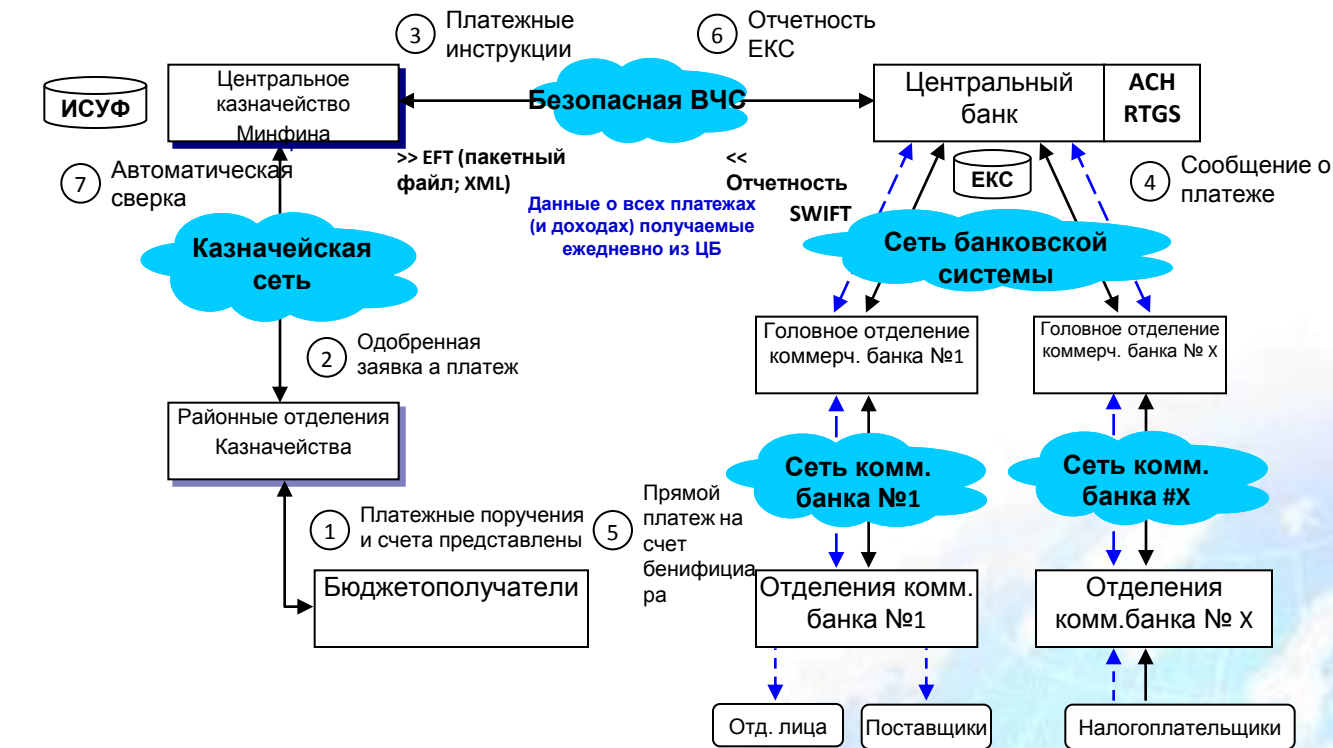 3
Платежные
инструкции
6
Отчетность
ЕКС
ИСУФ
Центральное
казначейство
Минфина
Безопасная ВЧС
Центральный
банк
ACH
RTGS
7
Автоматическая
сверка
>> EFT (пакетный
файл; XML)
<<
Отчетность
SWIFT
ЕКС
4
Сообщение о
платеже
Данные о всех платежах
(и доходах) получаемые
ежедневно из ЦБ
Казначейская
сеть
Сеть банковской
системы
2
Одобренная
заявка а платеж
Головное отделение
коммерч. банка №1
Головное отделение
коммерч. банка № X
Районные отделения
Казначейства
Сеть комм.
банка №1
Сеть комм.
банка #X
1
Платежные поручения
и счета представлены
5
Прямой
платеж на
счет
бенифициа
ра
Бюджетополучатели
Отделения комм.
банка №1
Отделения
комм.банка № X
Отд. лица
Поставщики
Налогоплательщики